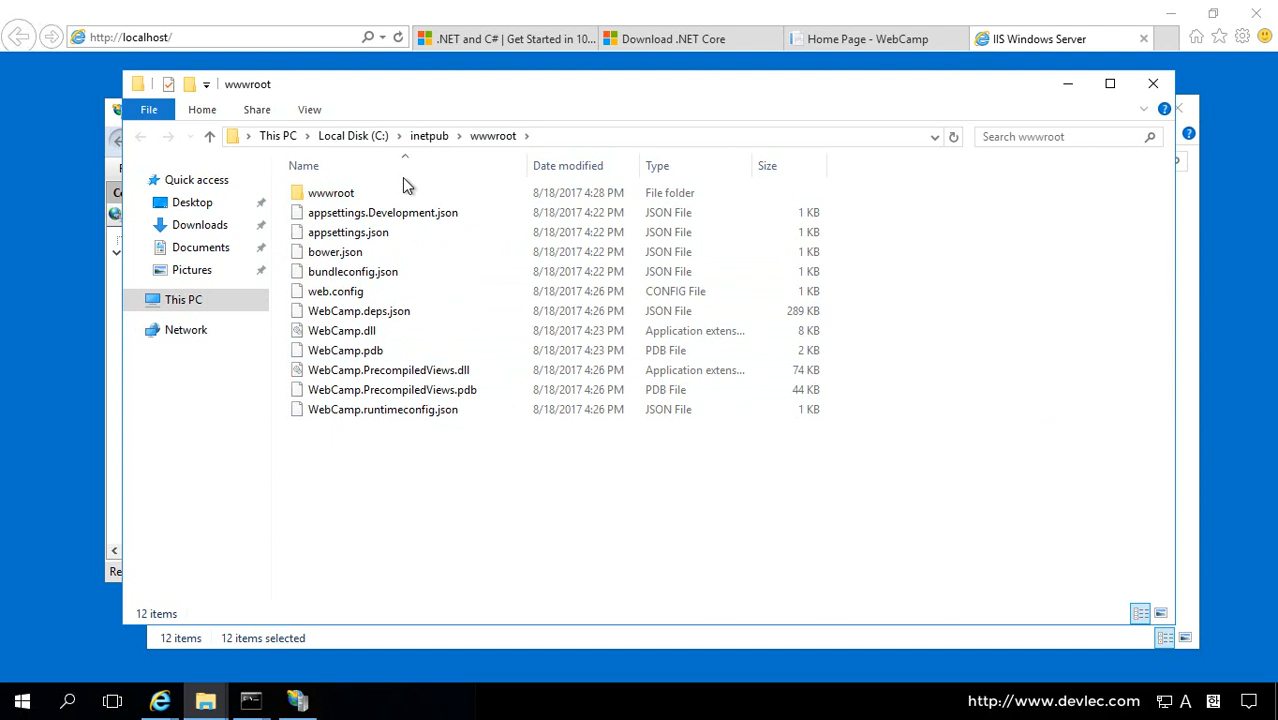 http://localhost/
.NET and C# | Get Started in 10...
Download .NET Core
Home Page - WebCamp
IIS Windows Server
wwwroot
File
Home
Share
View
This PC
Local Disk (C:)
inetpub
wwwroot
Search wwwroot
Name
Date modified
Type
Size
Quick access
Desktop
Downloads
Documents
Pictures
This PC
Network
wwwroot 8/18/2017 4:28 PM File folder
appsettings.Development.json 8/18/2017 4:22 PM JSON File 1 KB
appsettings.json 8/18/2017 4:22 PM JSON File 1 KB
bower.json 8/18/2017 4:22 PM JSON File 1 KB
bundleconfig.json 8/18/2017 4:22 PM JSON File 1 KB
web.config 8/18/2017 4:26 PM CONFIG File 1 KB
WebCamp.deps.json 8/18/2017 4:26 PM JSON File 289 KB
WebCamp.dll 8/18/2017 4:23 PM Application extens... 8 KB
WebCamp.pdb 8/18/2017 4:23 PM PDB File 2 KB
WebCamp.PrecompiledViews.dll 8/18/2017 4:26 PM Application extens... 74 KB
WebCamp.PrecompiledViews.pdb 8/18/2017 4:26 PM PDB File 44 KB
WebCamp.runtimeconfig.json 8/18/2017 4:26 PM JSON File 1 KB
12 items
12 items 12 items selected
http://www.devlec.com
A